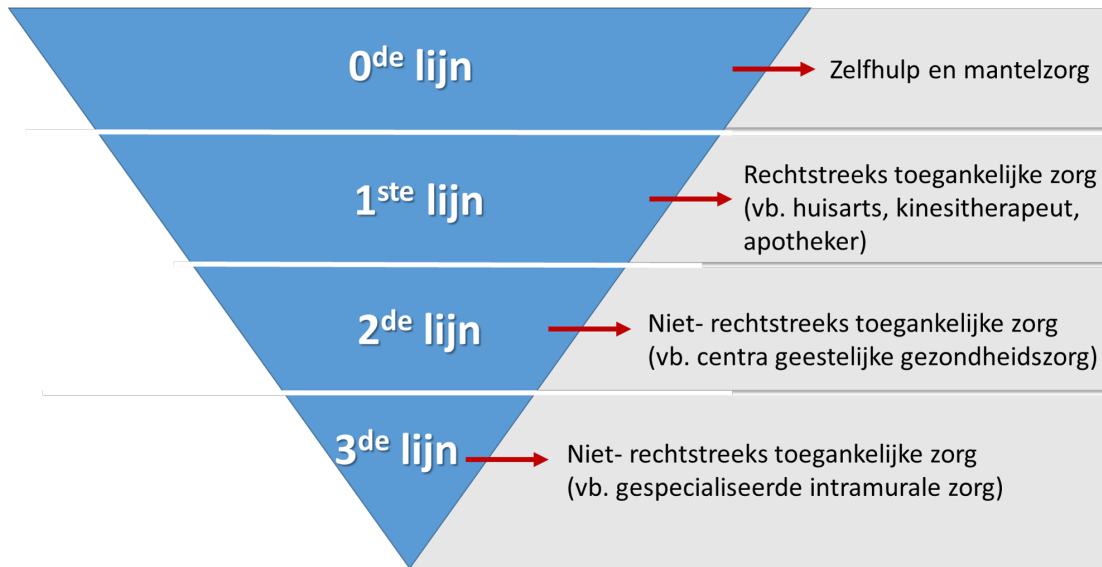 0de lijn
Zelfhulp en mantelzorg
1ste lijn
Rechtstreeks toegankelijke zorg
(vb. huisarts, kinesitherapeut,
apotheker)
2de lijn
Niet- rechtstreeks toegankelijke zorg
(vb. centra geestelijke gezondheidszorg)
3de lijn
Niet- rechtstreeks toegankelijke zorg
(vb. gespecialiseerde intramurale zorg)